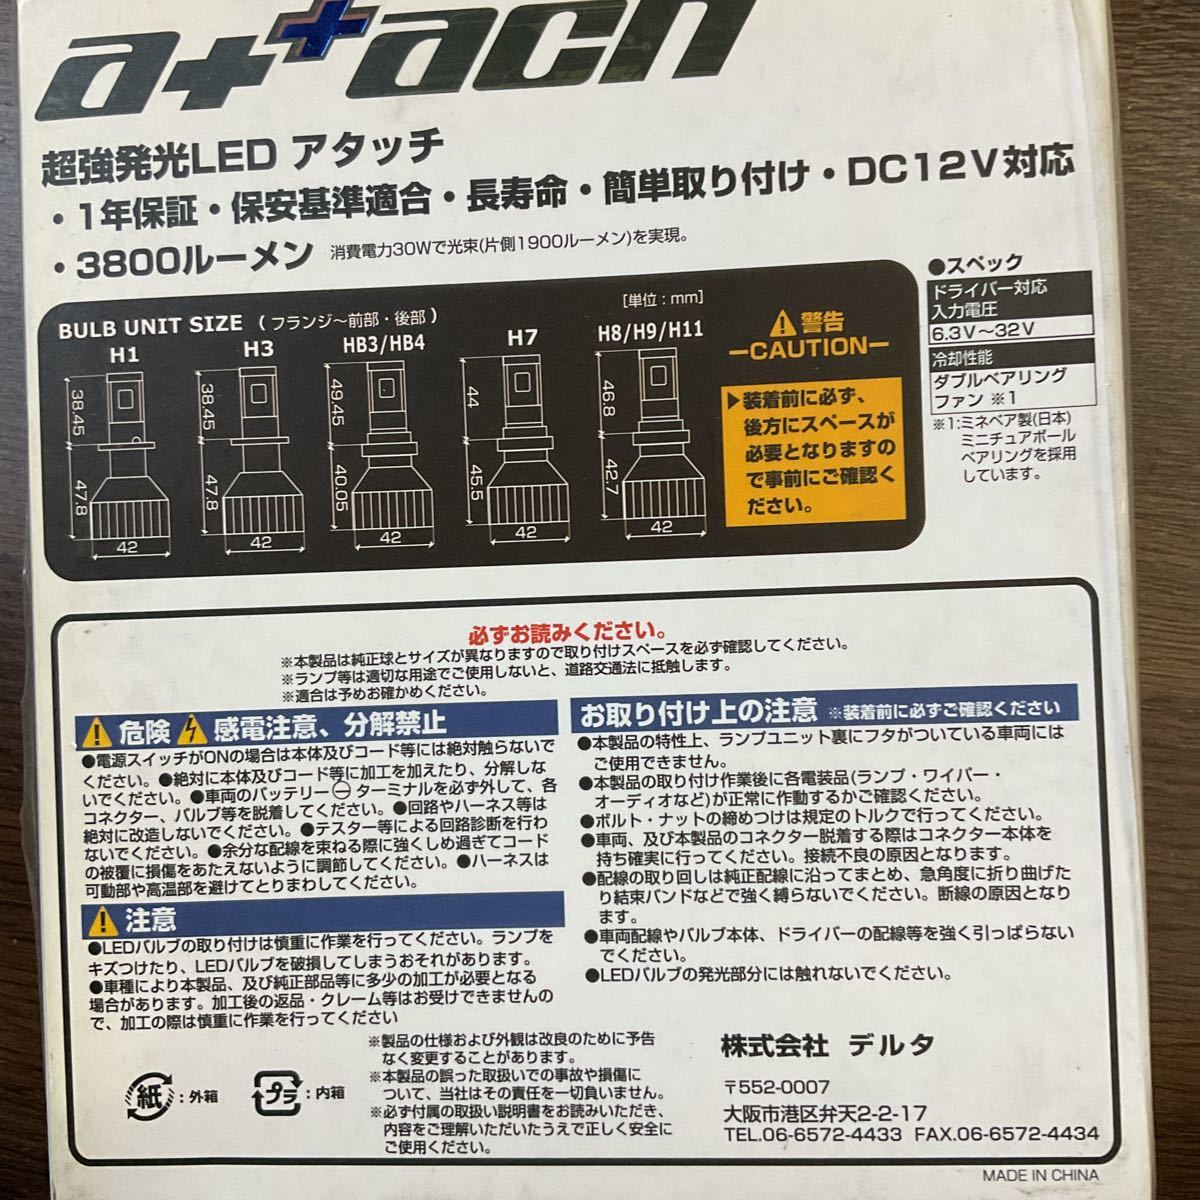 a++ach
超強発光LED アタッチ
・1年保証・保安基準適合・長寿命・簡単取り付け・DC12V対応
・3800ルーメン 消費電力30Wで光束(片側1900ルーメン)を実現。
BULB UNIT SIZE (フランジ〜前部・後部)
[単位:mm]
H1
38.45
47.8
42
H3
38.45
47.8
42
HB3/HB4
49.45
40.05
42
H7
44
45.5
42
H8/H9/H11
46.8
42.7
42
警告
ーCAUTIONー
▶装着前に必ず、
後方にスペースが
必要となりますの
で事前にご確認く
ださい。
●スペック
ドライバー対応
入力電圧
6.3V〜32V
冷却性能
ダブルベアリング
ファン ※1
※1:ミネベア製(日本)
ミニチュアボール
ベアリングを採用
しています。
必ずお読みください。
※本製品は純正球とサイズが異なりますので取り付けスペースを必ず確認してください。
※ランプ等は適切な用途でご使用しないと、道路交通法に抵触します。
※適合は予めお確かめください。
危険 感電注意、分解禁止
●電源スイッチがONの場合は本体及びコード等には絶対触らないで
ください。●絶対に本体及びコード等に加工を加えたり、分解しな
いでください。●車両のバッテリー⊖ターミナルを必ず外して、各
コネクター、バルブ等を脱着してください。●回路やハーネス等は
絶対に改造しないでください。●テスター等による回路診断を行わ
ないでください。●余分な配線を束ねる際に強くしめ過ぎてコード
の被覆に損傷をあたえないように調節してください。●ハーネスは
可動部や高温部を避けてとりまわしてください。
注意
●LEDバルブの取り付けは慎重に作業を行ってください。ランプを
キズつけたり、LEDバルブを破損してしまうおそれがあります。
●車種により本製品、及び純正部品等に多少の加工が必要となる
場合があります。加工後の返品・クレーム等はお受けできませんの
で、加工の際は慎重に作業を行ってください
お取り付け上の注意 ※装着前に必ずご確認ください
●本製品の特性上、ランプユニット裏にフタがついている車両には
ご使用できません。
●本製品の取り付け作業後に各電装品(ランプ・ワイパー・
オーディオなど)が正常に作動するかご確認ください。
●ボルト・ナットの締めつけは規定のトルクで行ってください。
●車両、及び本製品のコネクター脱着する際はコネクター本体を
持ち確実に行ってください。接続不良の原因となります。
●配線の取り回しは純正配線に沿ってまとめ、急角度に折り曲げた
り結束バンドなどで強く縛らないでください。断線の原因となり
ます。
●車両配線やバルブ本体、ドライバーの配線等を強く引っぱらない
でください。
●LEDバルブの発光部分には触れないでください。
紙:外箱
プラ:内箱
※製品の仕様および外観は改良のために予告
なく変更することがあります。
※本製品の誤った取扱いでの事故や損傷に
ついて、当社はその責任を一切負いません。
※必ず付属の取扱い説明書をお読みいただき、
内容をご理解いただいたうえで正しく安全に
ご使用ください。
株式会社 デルタ
〒552-0007
大阪市港区弁天2-2-17
TEL.06-6572-4433 FAX.06-6572-4434
MADE IN CHINA